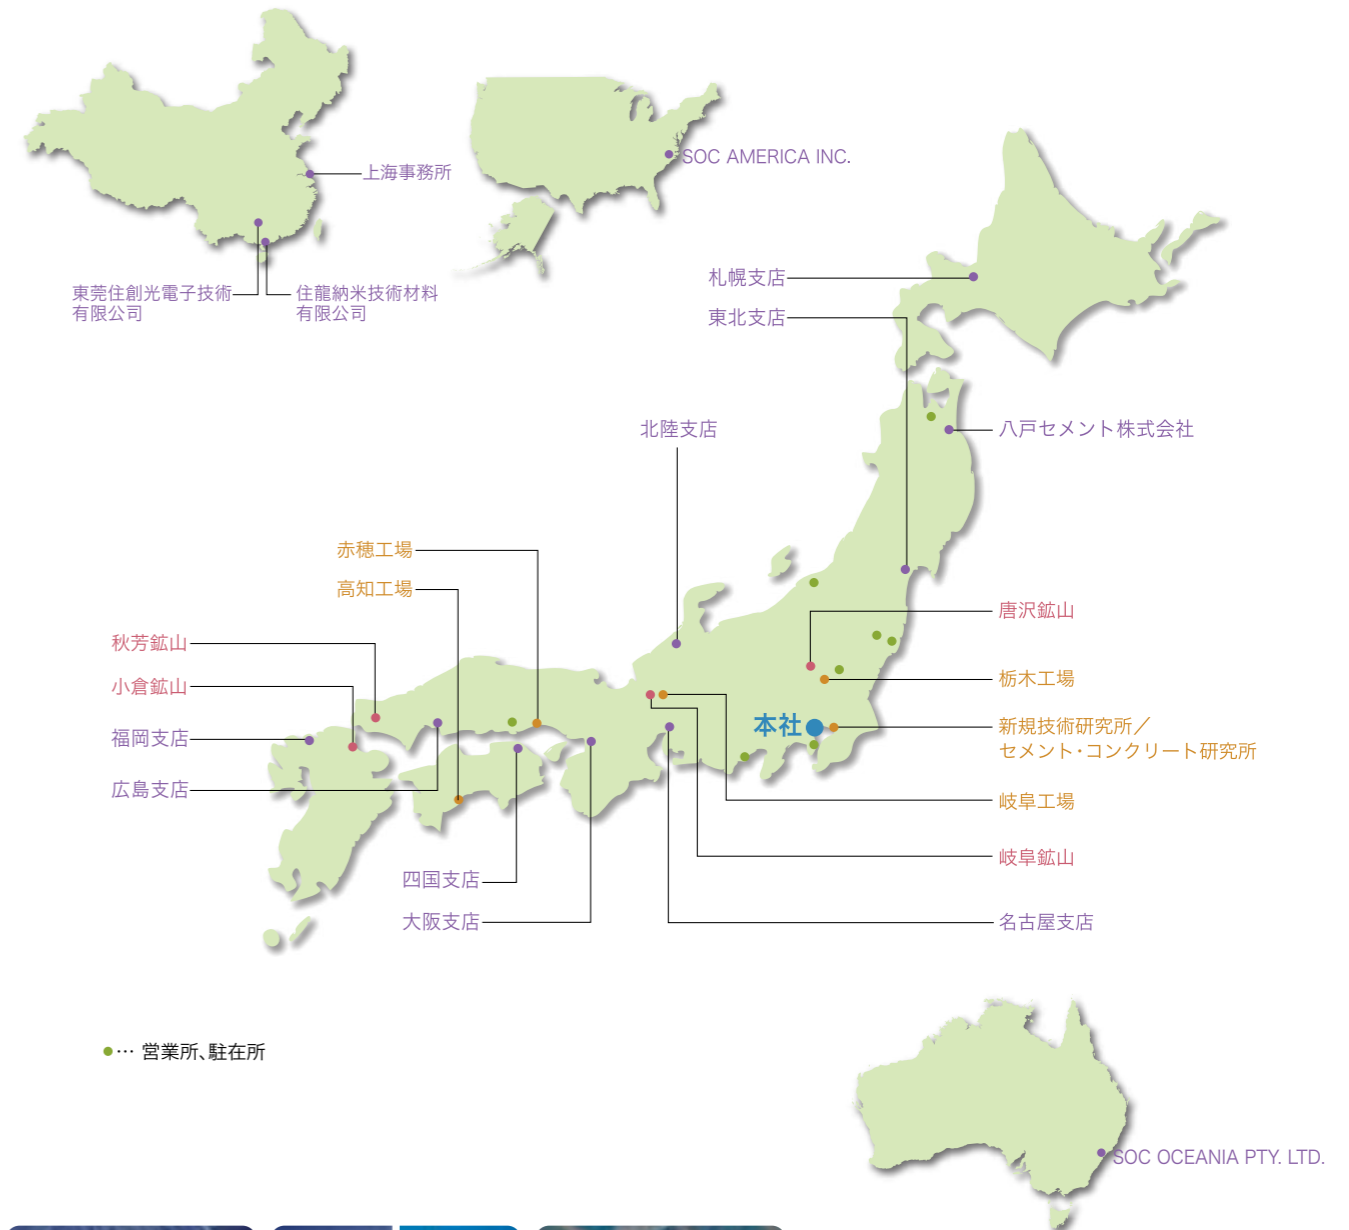 上海事務所
SOC AMERICA INC.
東莞住創光電子技術
有限公司
住龍納米技術材料
有限公司
札幌支店
東北支店
北陸支店
八戸セメント株式会社
赤穂工場
高知工場
秋芳鉱山
小倉鉱山
福岡支店
広島支店
唐沢鉱山
栃木工場
本社
新規技術研究所／
セメント・コンクリート研究所
岐阜工場
岐阜鉱山
四国支店
大阪支店
名古屋支店
●… 営業所、駐在所
SOC OCEANIA PTY. LTD.